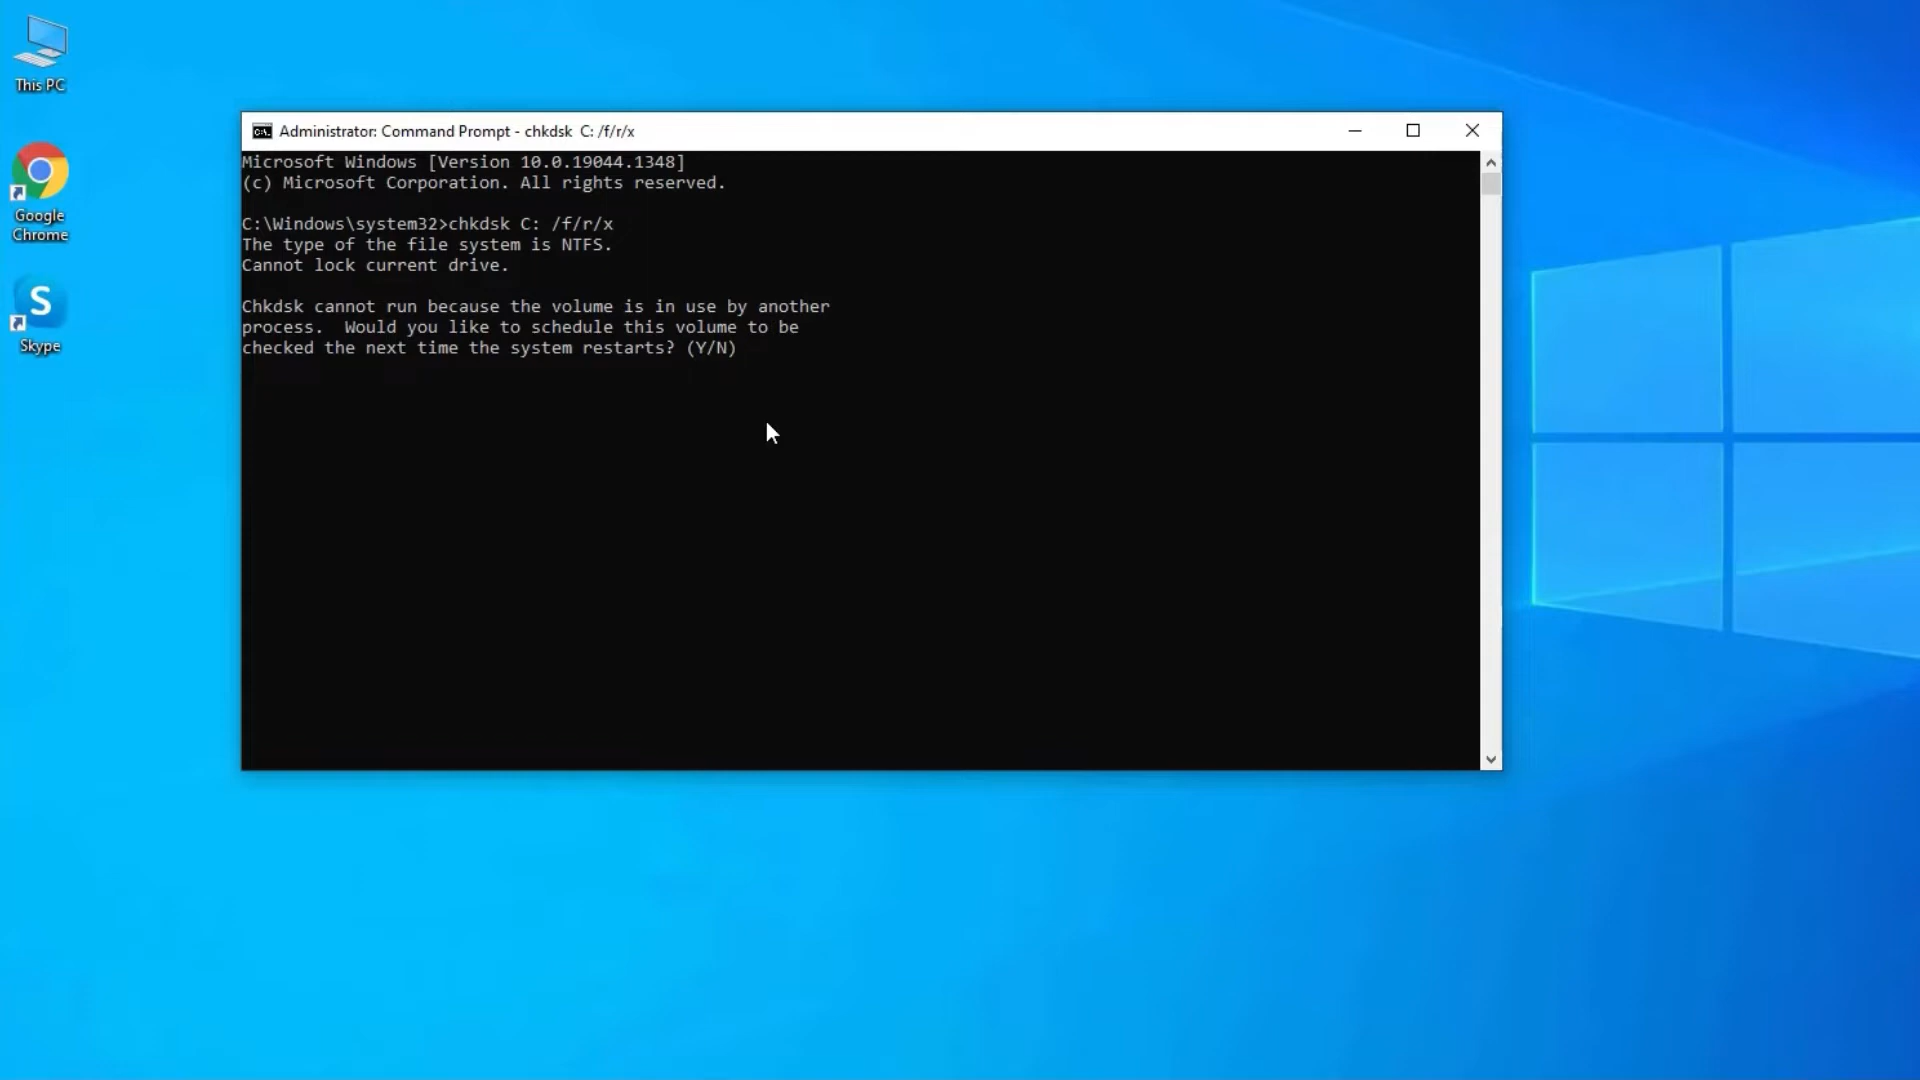 This PC
Google
Chrome
S
Skype
Administrator: Command Prompt - chkdsk  C: /f/r/x
Microsoft Windows [Version 10.0.19044.1348]
(c) Microsoft Corporation. All rights reserved.
C:\Windows\system32>chkdsk C: /f/r/x
The type of the file system is NTFS.
Cannot lock current drive.
Chkdsk cannot run because the volume is in use by another
process.  Would you like to schedule this volume to be
checked the next time the system restarts? (Y/N)